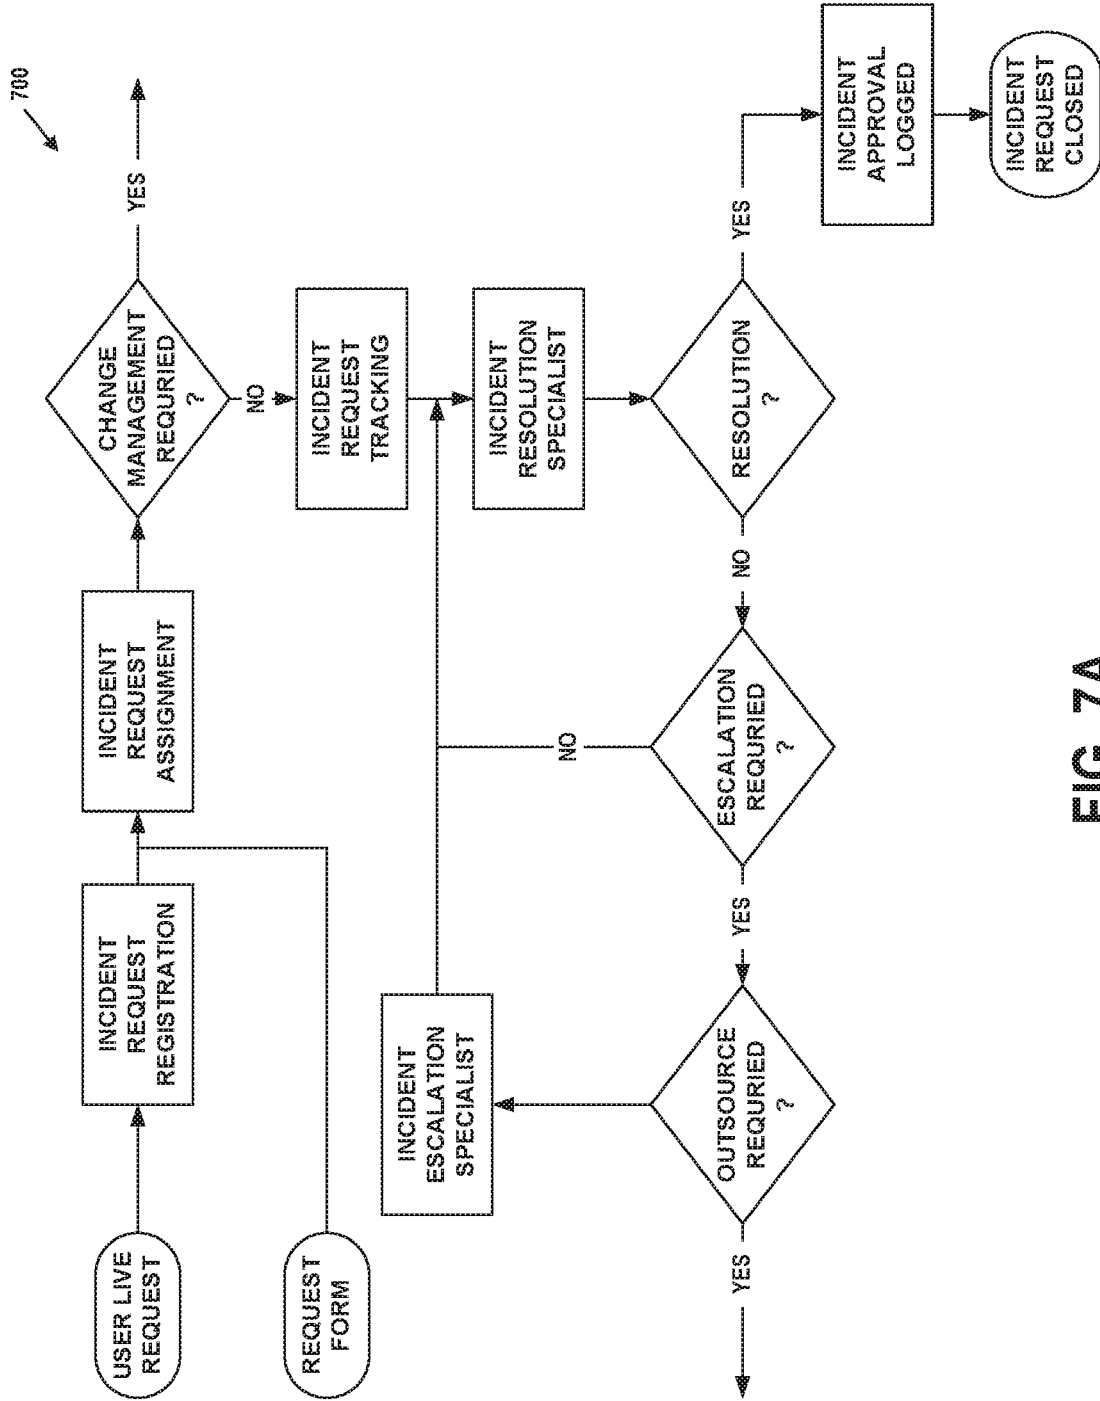 700
USER LIVE
REQUEST
INCIDENT
REQUEST
REGISTRATION
INCIDENT
REQUEST
ASSIGNMENT
CHANGE
MANAGEMENT
REQURIED
?
YES
NO
REQUEST
FORM
INCIDENT
REQUEST
TRACKING
INCIDENT
ESCALATION
SPECIALIST
INCIDENT
RESOLUTION
SPECIALIST
NO
YES
OUTSOURCE
REQURIED
?
YES
ESCALATION
REQURIED
?
NO
RESOLUTION
?
YES
INCIDENT
APPROVAL
LOGGED
INCIDENT
REQUEST
CLOSED
FIG. 7A